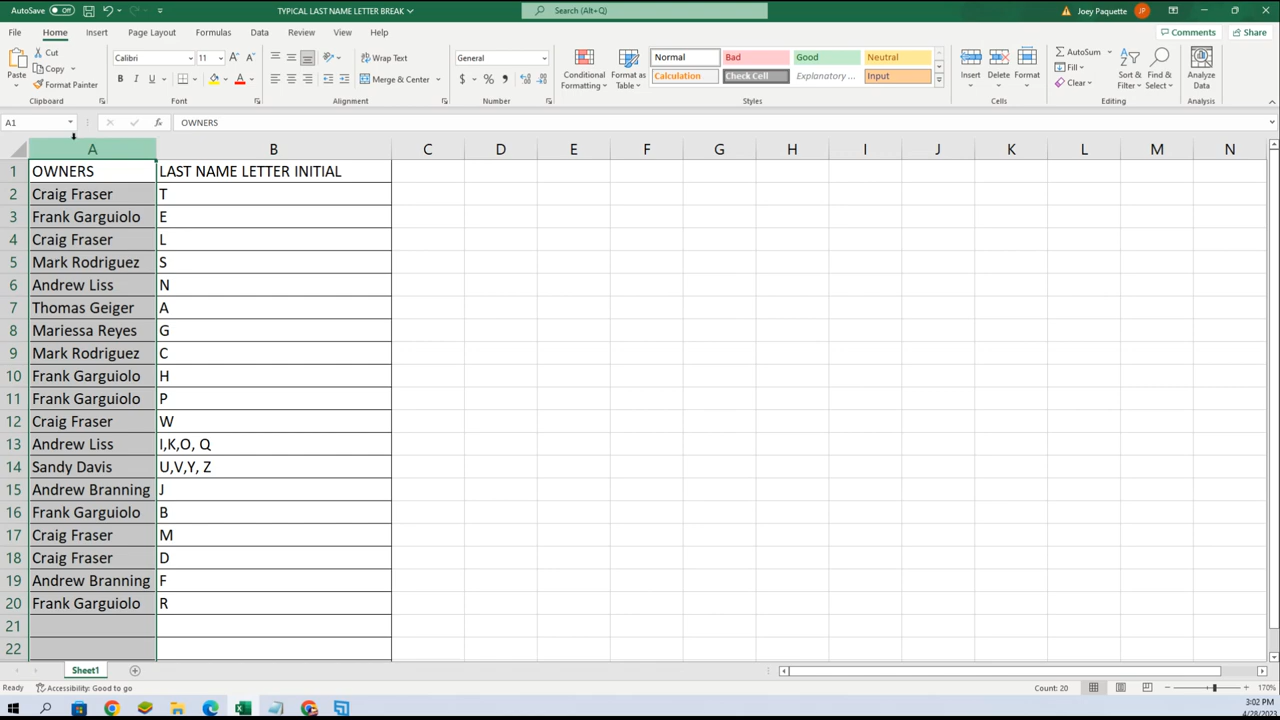 AutoSave Off TYPICAL LAST NAME LETTER BREAK Search (Alt+Q) Joey Paquette JP
File Home Insert Page Layout Formulas Data Review View Help Comments Share
Paste Cut Copy Format Painter Clipboard
Calibri 11 B I U Font
Wrap Text Merge & Center Alignment
General $ % Number
Conditional Formatting Format as Table
Normal Bad Good Neutral
Calculation Check Cell Explanatory ... Input
Styles
Insert Delete Format Cells
AutoSum Fill Clear Sort & Filter Find & Select Editing
Analyze Data Analysis
A1 fx OWNERS
A B C D E F G H I J K L M N
1 OWNERS LAST NAME LETTER INITIAL
2 Craig Fraser T
3 Frank Garguiolo E
4 Craig Fraser L
5 Mark Rodriguez S
6 Andrew Liss N
7 Thomas Geiger A
8 Mariessa Reyes G
9 Mark Rodriguez C
10 Frank Garguiolo H
11 Frank Garguiolo P
12 Craig Fraser W
13 Andrew Liss I,K,O, Q
14 Sandy Davis U,V,Y, Z
15 Andrew Branning J
16 Frank Garguiolo B
17 Craig Fraser M
18 Craig Fraser D
19 Andrew Branning F
20 Frank Garguiolo R
21
22
Sheet1
Ready Accessibility: Good to go Count: 20 170%
3:02 PM
4/28/2023